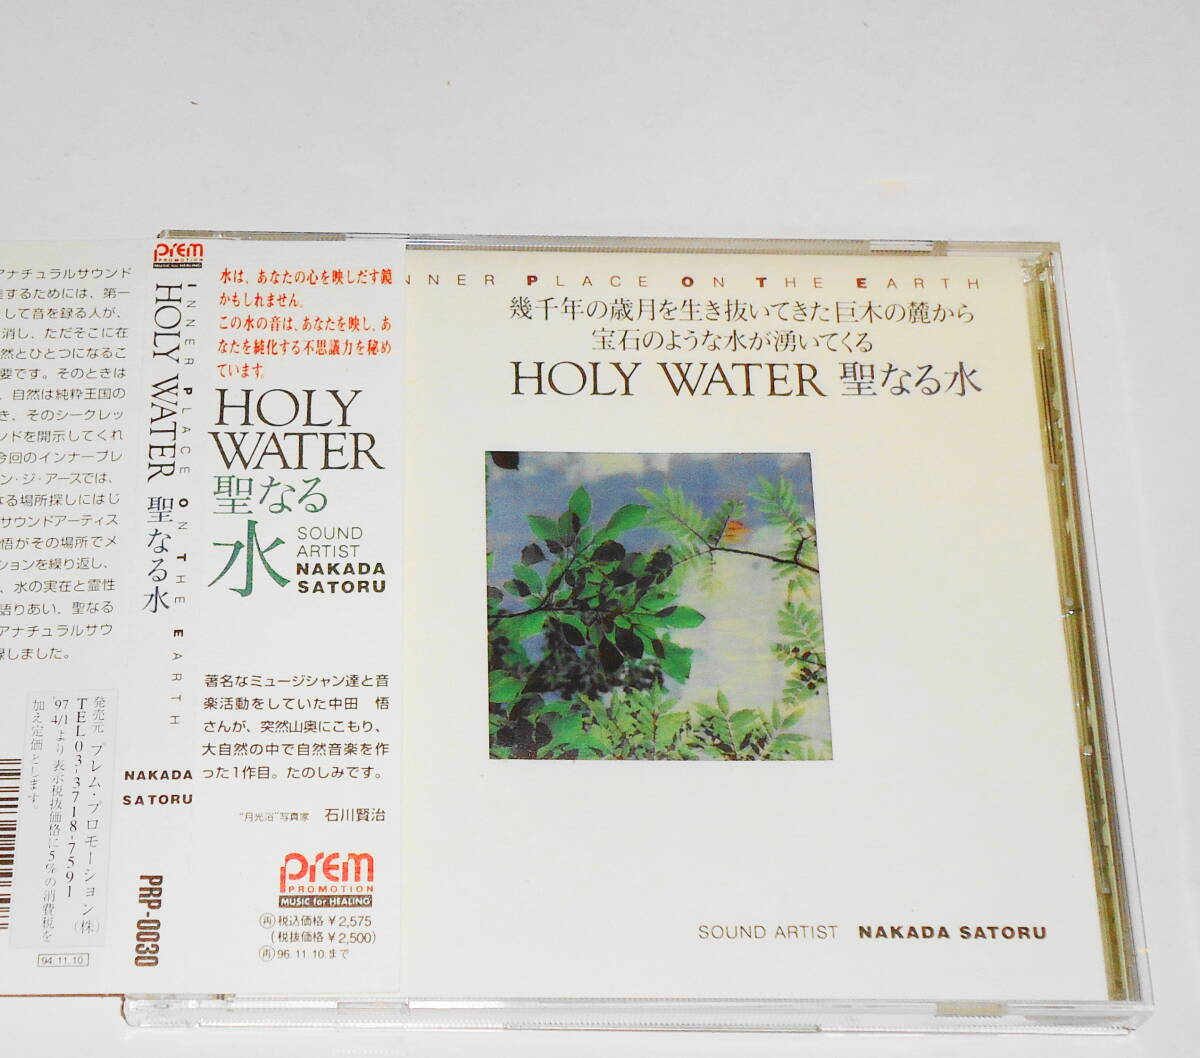 アナチュラルサウンド
するためには、第一
して音を録る人が、
消し、ただそこに在
然とひとつになるこ
要です。そのときは
、自然は純粋王国の
き、そのシークレッ
ンドを開示してくれ
今回のインナープレ
ン・ジ・アースでは、
なる場所探しにはじ
サウンドアーティス
悟がその場所でメ
ションを繰り返し、
、水の実在と霊性
語りあい、聖なる
アナチュラルサウ
録しました。
発売元 プレム・プロモーション(株)
TEL03-3718-7591
'97 4/1より表示税抜価格に5%の消費税を
加え定価とします。
94.11.10
prem
PROMOTION
MUSIC for HEALING
INNER PLACE ON THE EARTH
HOLY WATER 聖なる水
NAKADA
SATORU
PRP-0030
水は、あなたの心を映しだす鏡
かもしれません。
この水の音は、あなたを映し、あ
なたを純化する不思議力を秘め
ています。
HOLY
WATER
聖なる
水
SOUND
ARTIST
NAKADA
SATORU
著名なミュージシャン達と音
楽活動をしていた中田 悟
さんが、突然山奥にこもり、
大自然の中で自然音楽を作
った1作目。たのしみです。
“月光浴”写真家 石川賢治
prem
PROMOTION
MUSIC for HEALING
再 税込価格 ¥2,575
(税抜価格 ¥2,500)
再 96.11.10.まで
NNER PLACE ON THE EARTH
幾千年の歳月を生き抜いてきた巨木の麓から
宝石のような水が湧いてくる
HOLY WATER 聖なる水
SOUND ARTIST NAKADA SATORU